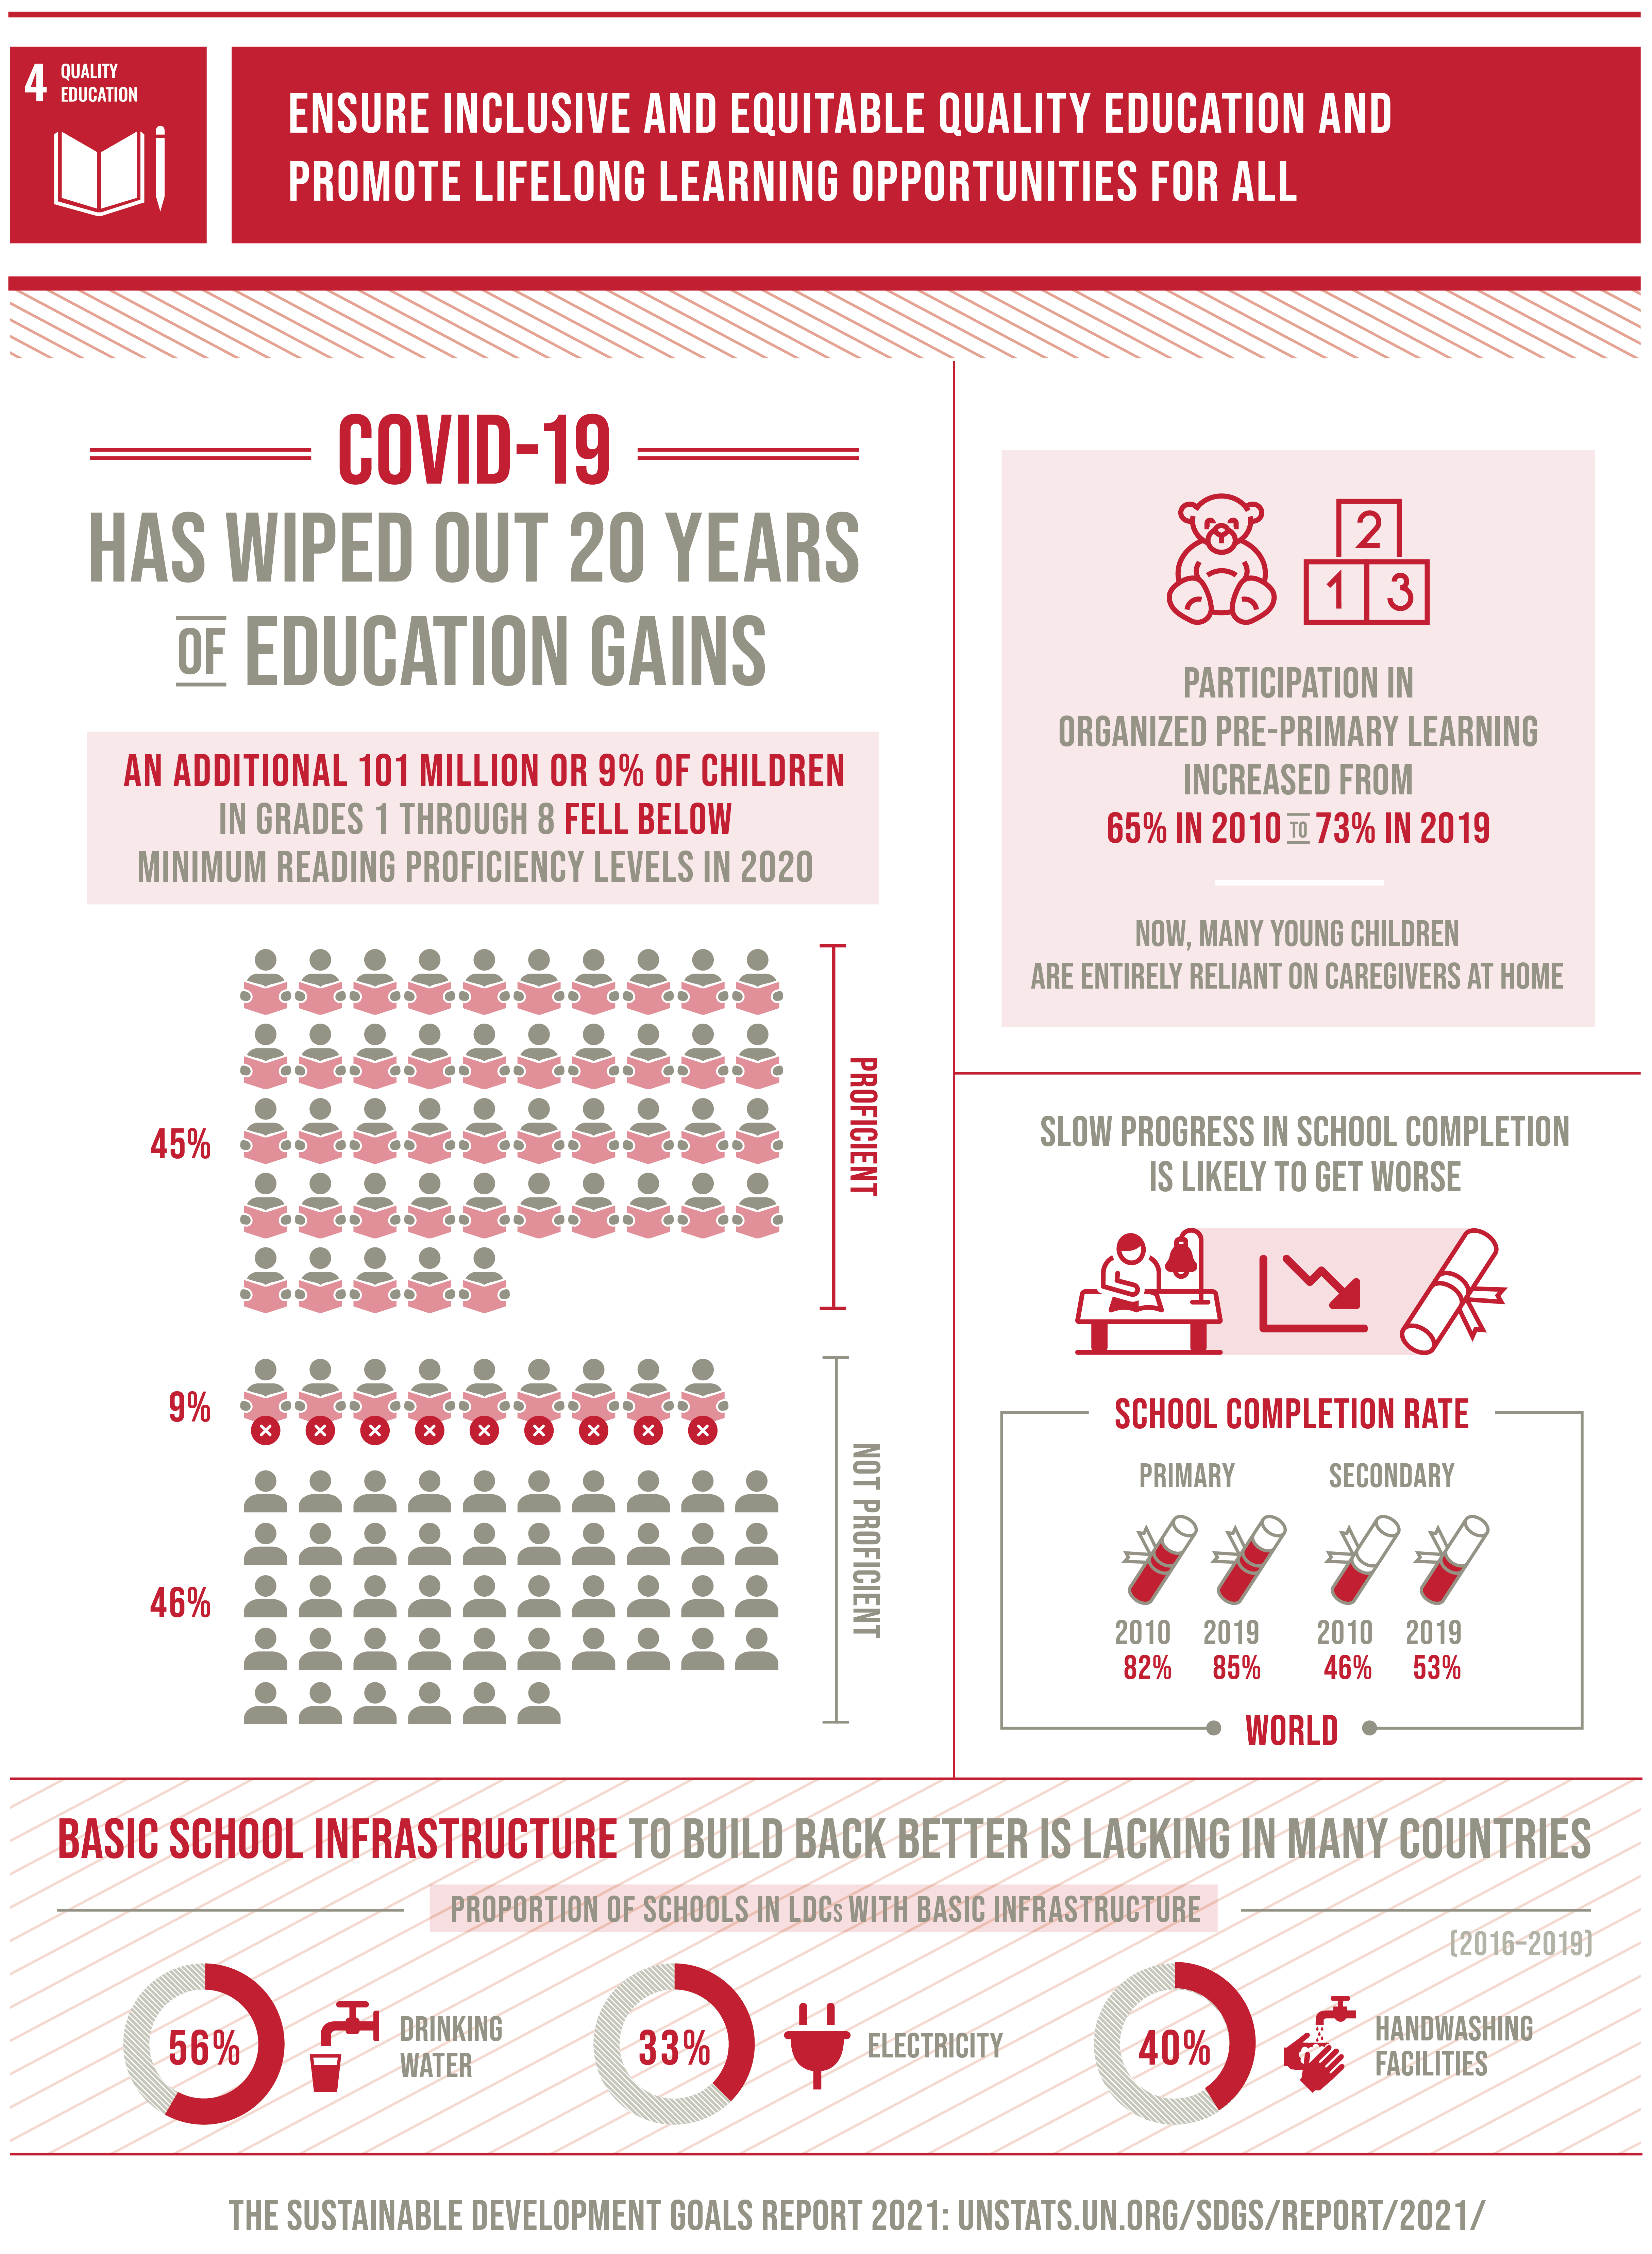 4 QUALITY
EDUCATION
ENSURE INCLUSIVE AND EQUITABLE QUALITY EDUCATION AND
PROMOTE LIFELONG LEARNING OPPORTUNITIES FOR ALL
COVID-19
HAS WIPED OUT 20 YEARS
OF EDUCATION GAINS
AN ADDITIONAL 101 MILLION OR 9% OF CHILDREN
IN GRADES 1 THROUGH 8 FELL BELOW
MINIMUM READING PROFICIENCY LEVELS IN 2020
45%
PROFICIENT
9%
46%
NOT PROFICIENT
2
1 3
PARTICIPATION IN
ORGANIZED PRE-PRIMARY LEARNING
INCREASED FROM
65% IN 2010 TO 73% IN 2019
NOW, MANY YOUNG CHILDREN
ARE ENTIRELY RELIANT ON CAREGIVERS AT HOME
SLOW PROGRESS IN SCHOOL COMPLETION
IS LIKELY TO GET WORSE
SCHOOL COMPLETION RATE
PRIMARY SECONDARY
2010 2019 2010 2019
82% 85% 46% 53%
WORLD
BASIC SCHOOL INFRASTRUCTURE TO BUILD BACK BETTER IS LACKING IN MANY COUNTRIES
PROPORTION OF SCHOOLS IN LDCs WITH BASIC INFRASTRUCTURE
(2016-2019)
56%
DRINKING
WATER
33%
ELECTRICITY
40%
HANDWASHING
FACILITIES
THE SUSTAINABLE DEVELOPMENT GOALS REPORT 2021: UNSTATS.UN.ORG/SDGS/REPORT/2021/